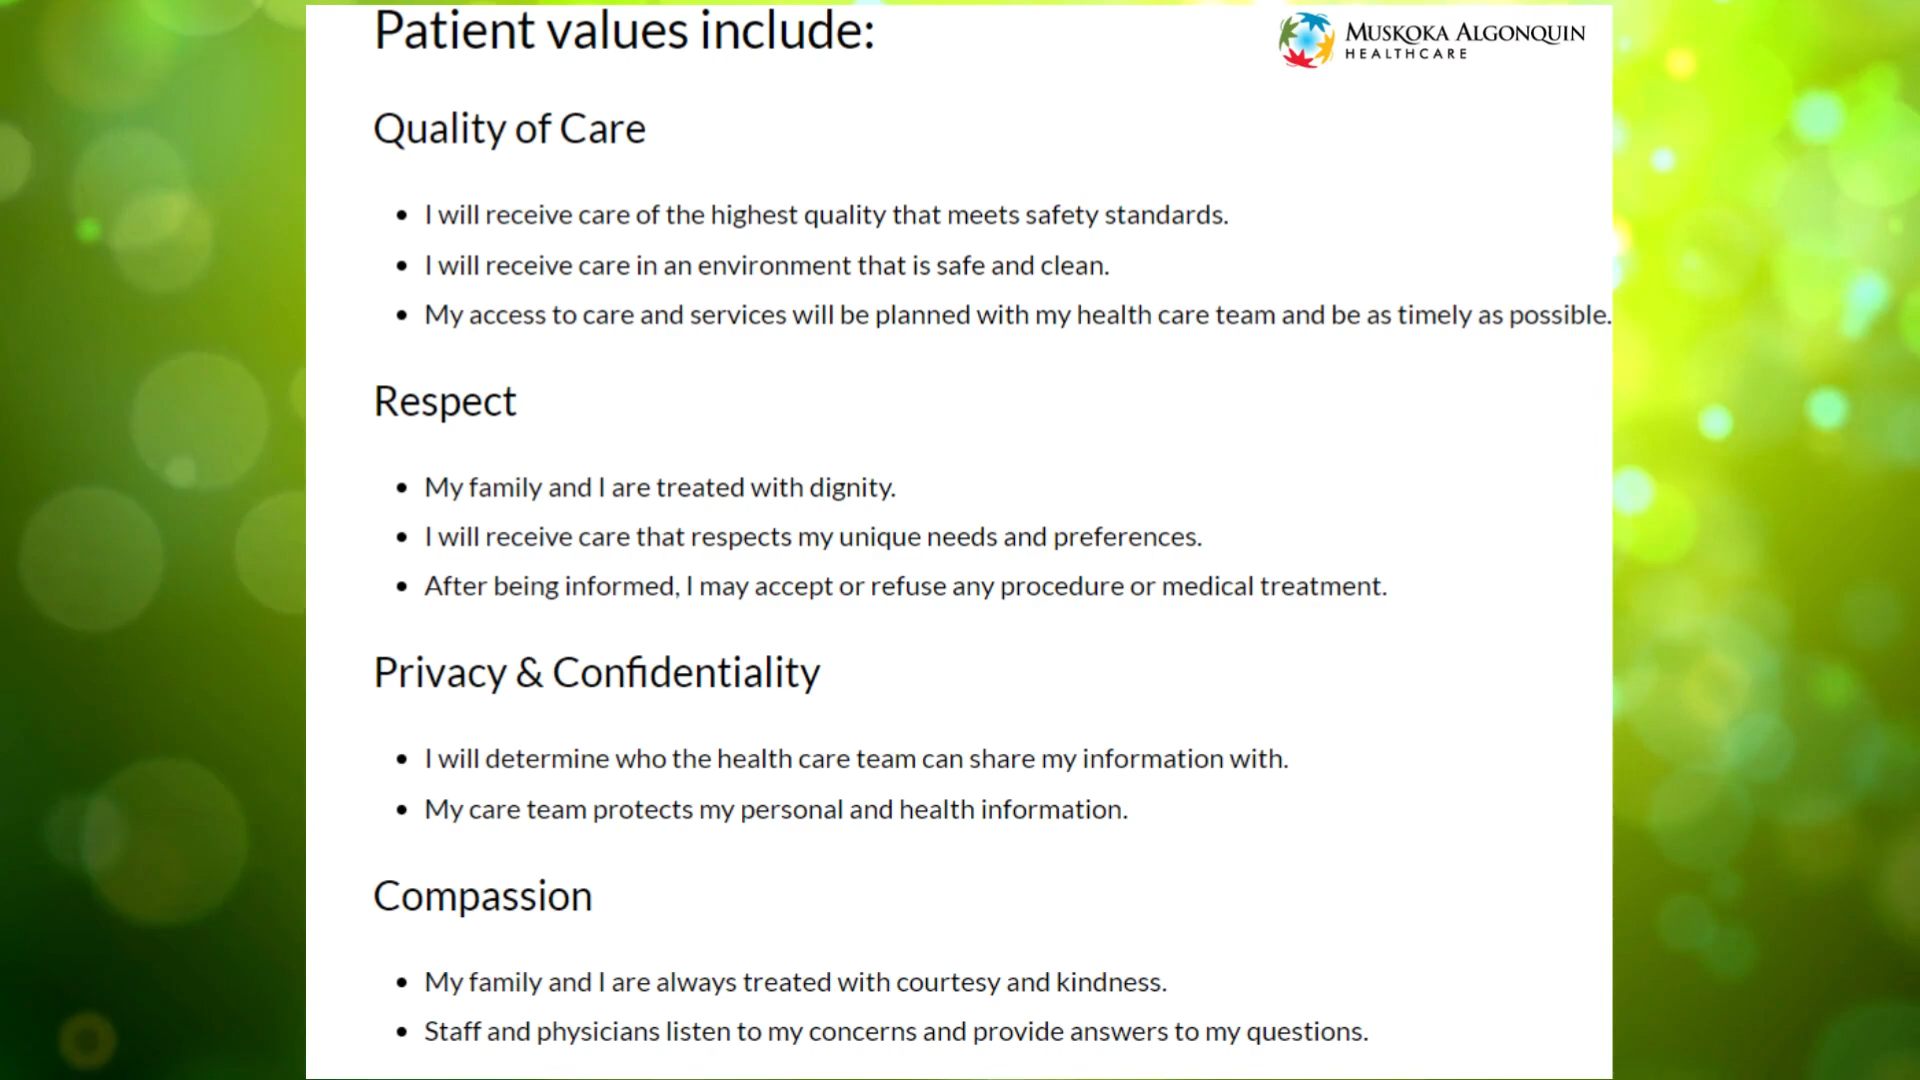 Patient values include:
MUSKOKA ALGONQUIN
HEALTHCARE
Quality of Care
• I will receive care of the highest quality that meets safety standards.
• I will receive care in an environment that is safe and clean.
• My access to care and services will be planned with my health care team and be as timely as possible.
Respect
• My family and I are treated with dignity.
• I will receive care that respects my unique needs and preferences.
• After being informed, I may accept or refuse any procedure or medical treatment.
Privacy & Confidentiality
• I will determine who the health care team can share my information with.
• My care team protects my personal and health information.
Compassion
• My family and I are always treated with courtesy and kindness.
• Staff and physicians listen to my concerns and provide answers to my questions.